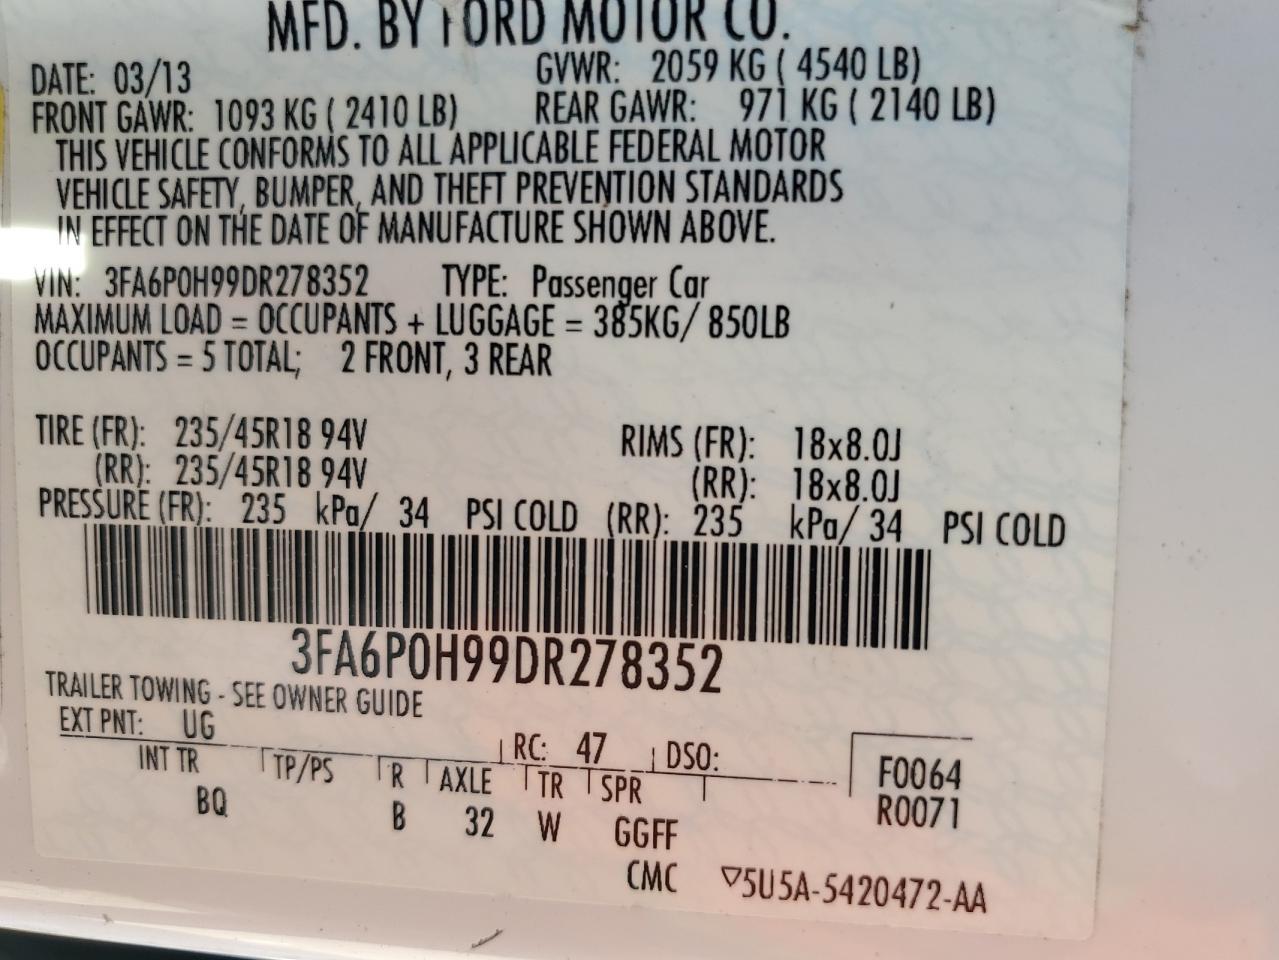 MFD. BY FORD MOTOR CO.
DATE: 03/13 GVWR: 2059 KG ( 4540 LB)
FRONT GAWR: 1093 KG ( 2410 LB) REAR GAWR: 971 KG ( 2140 LB)
THIS VEHICLE CONFORMS TO ALL APPLICABLE FEDERAL MOTOR
VEHICLE SAFETY, BUMPER, AND THEFT PREVENTION STANDARDS
IN EFFECT ON THE DATE OF MANUFACTURE SHOWN ABOVE.
VIN: 3FA6P0H99DR278352 TYPE: Passenger Car
MAXIMUM LOAD = OCCUPANTS + LUGGAGE = 385KG/ 850LB
OCCUPANTS = 5 TOTAL; 2 FRONT, 3 REAR
TIRE (FR): 235/45R18 94V RIMS (FR): 18x8.0J
(RR): 235/45R18 94V (RR): 18x8.0J
PRESSURE (FR): 235 kPa/ 34 PSI COLD (RR): 235 kPa/ 34 PSI COLD
3FA6P0H99DR278352
TRAILER TOWING - SEE OWNER GUIDE
EXT PNT: UG RC: 47 DSO:
INT TR TP/PS R AXLE TR SPR F0064
BQ B 32 W GGFF R0071
CMC ▽5U5A-5420472-AA